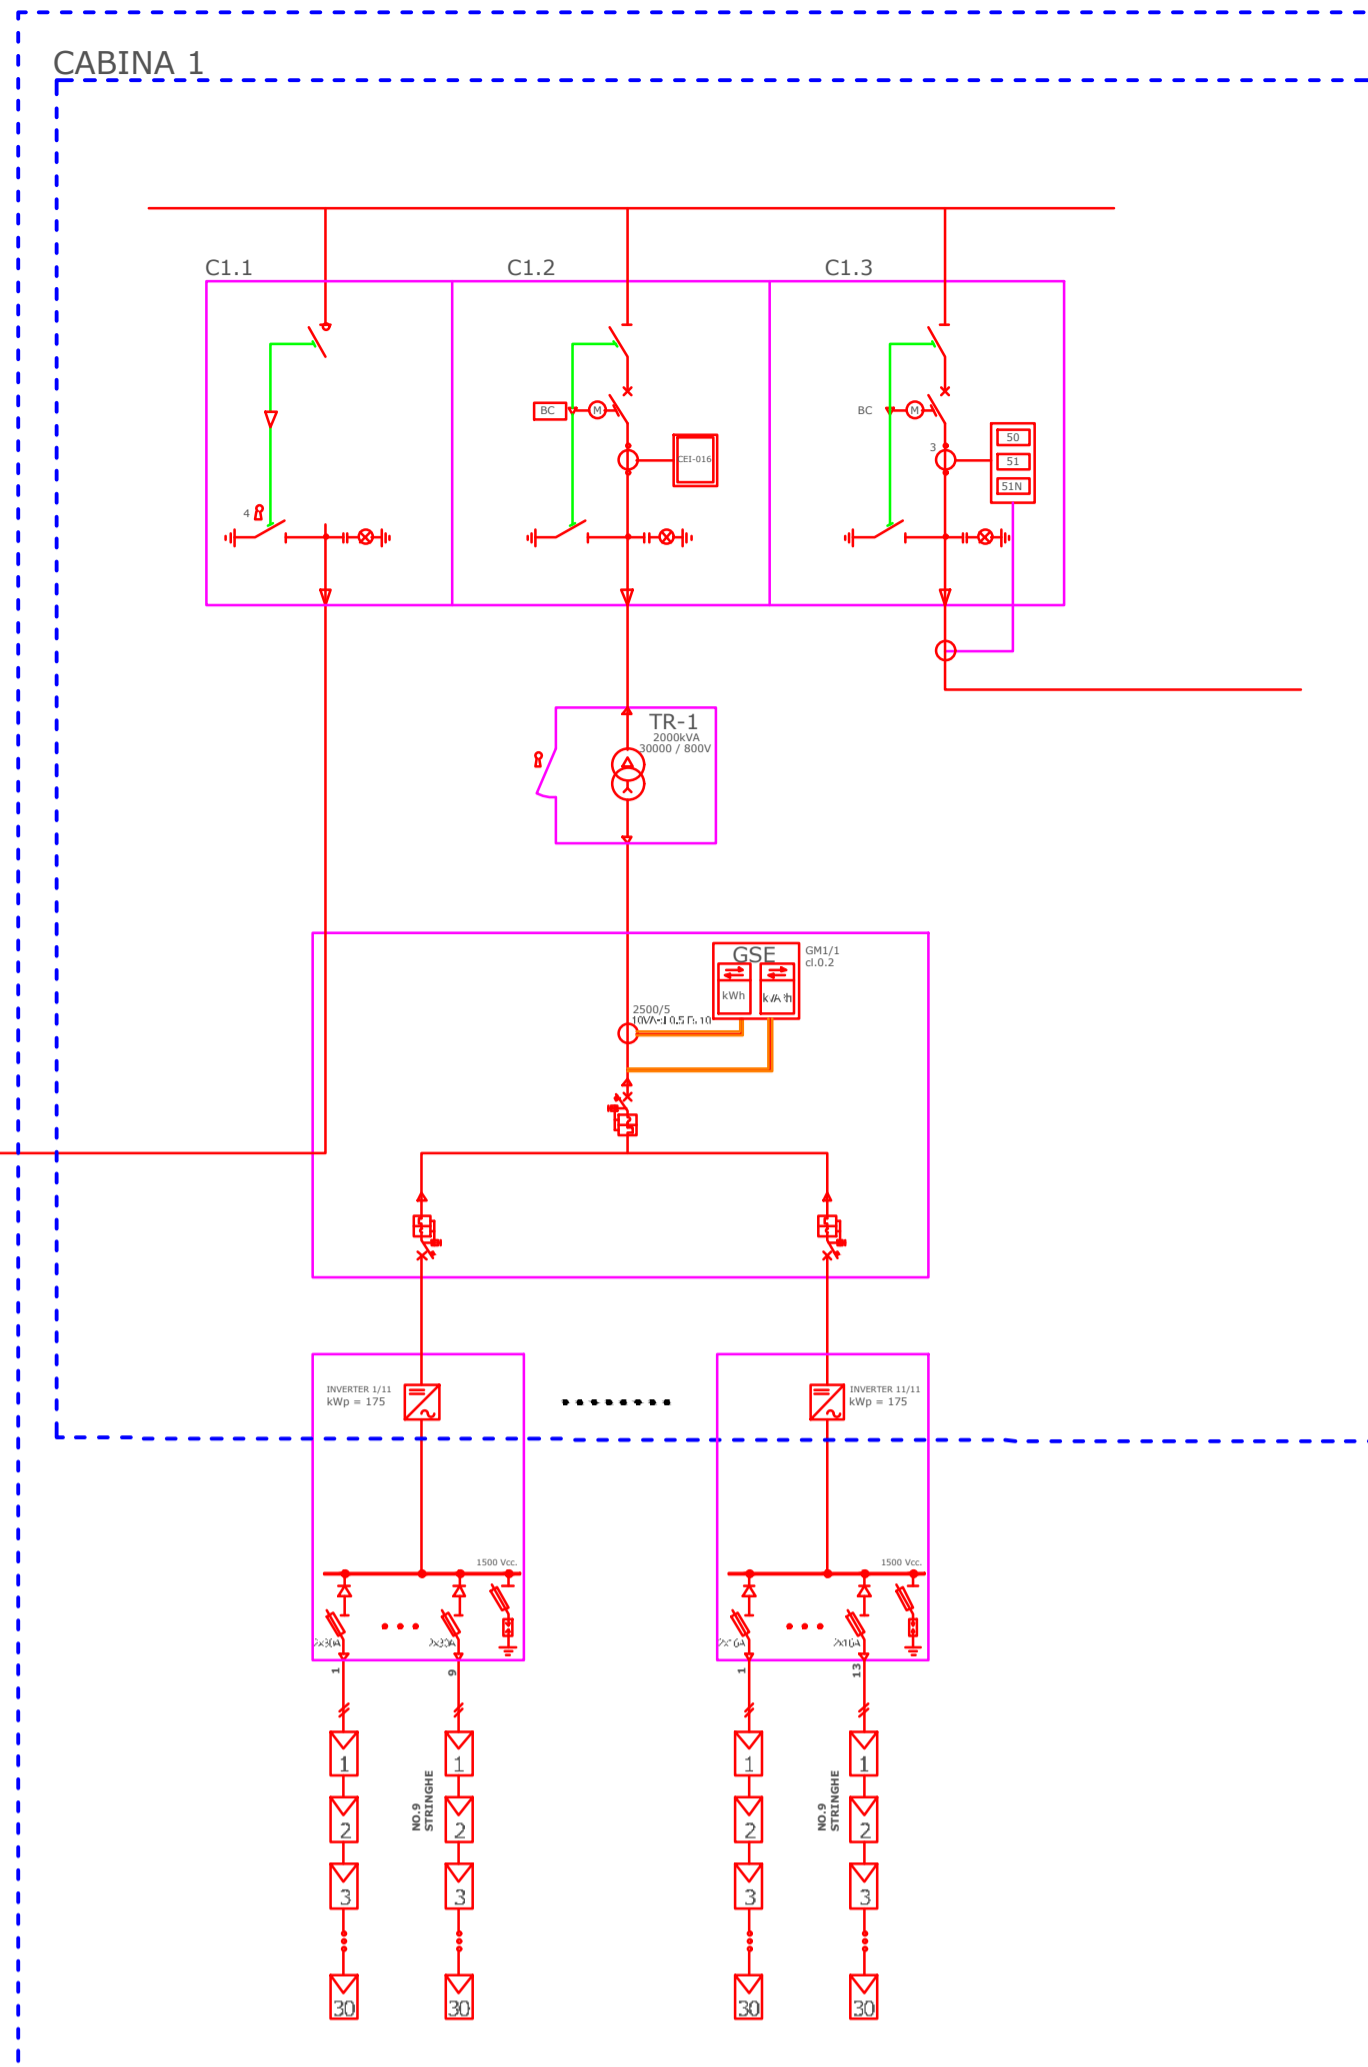 CABINA 1
C1.1
C1.2
C1.3
BC
M
CEI-016
BC
M
3
50
51
51N
4
TR-1
2000kVA
30000 / 800V
GSE
GM1/1
cl.0.2
kWh
2500/5
INVERTER 1/11
kWp = 175
INVERTER 11/11
kWp = 175
1500 Vcc.
1500 Vcc.
2x30A
1
9
1
13
1
1
1
1
NO.9
STRINGHE
NO.9
STRINGHE
2
2
2
2
3
3
3
3
30
30
30
30